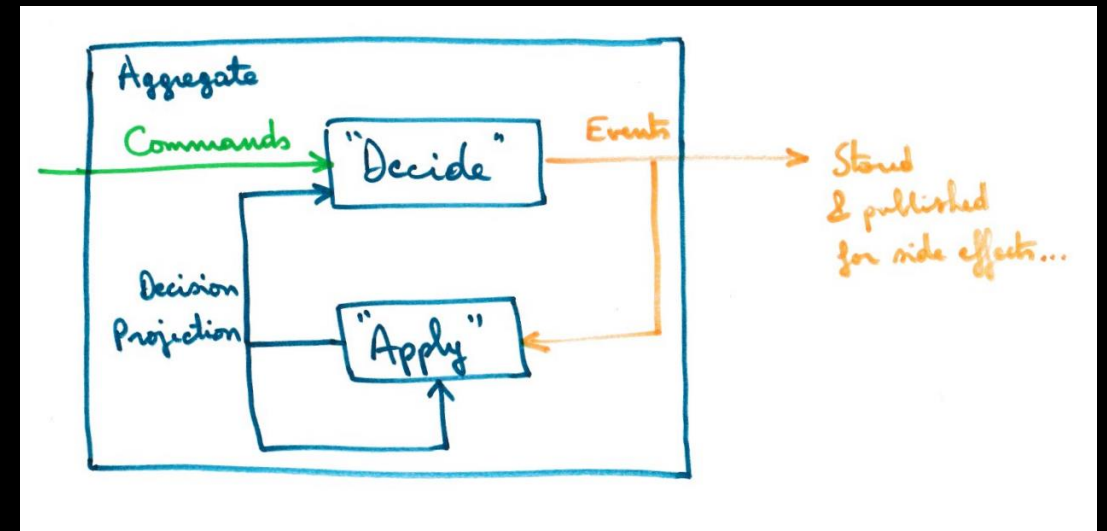 Aggregate
Commands
"Decide"
Events
Stored
& published
for side effects...
Decision
Projection
"Apply"